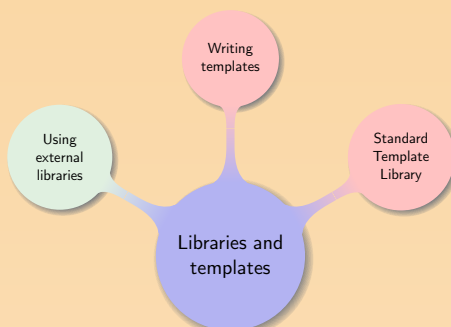 Writing
templates
Using
external
libraries
Standard
Template
Library
Libraries and
templates